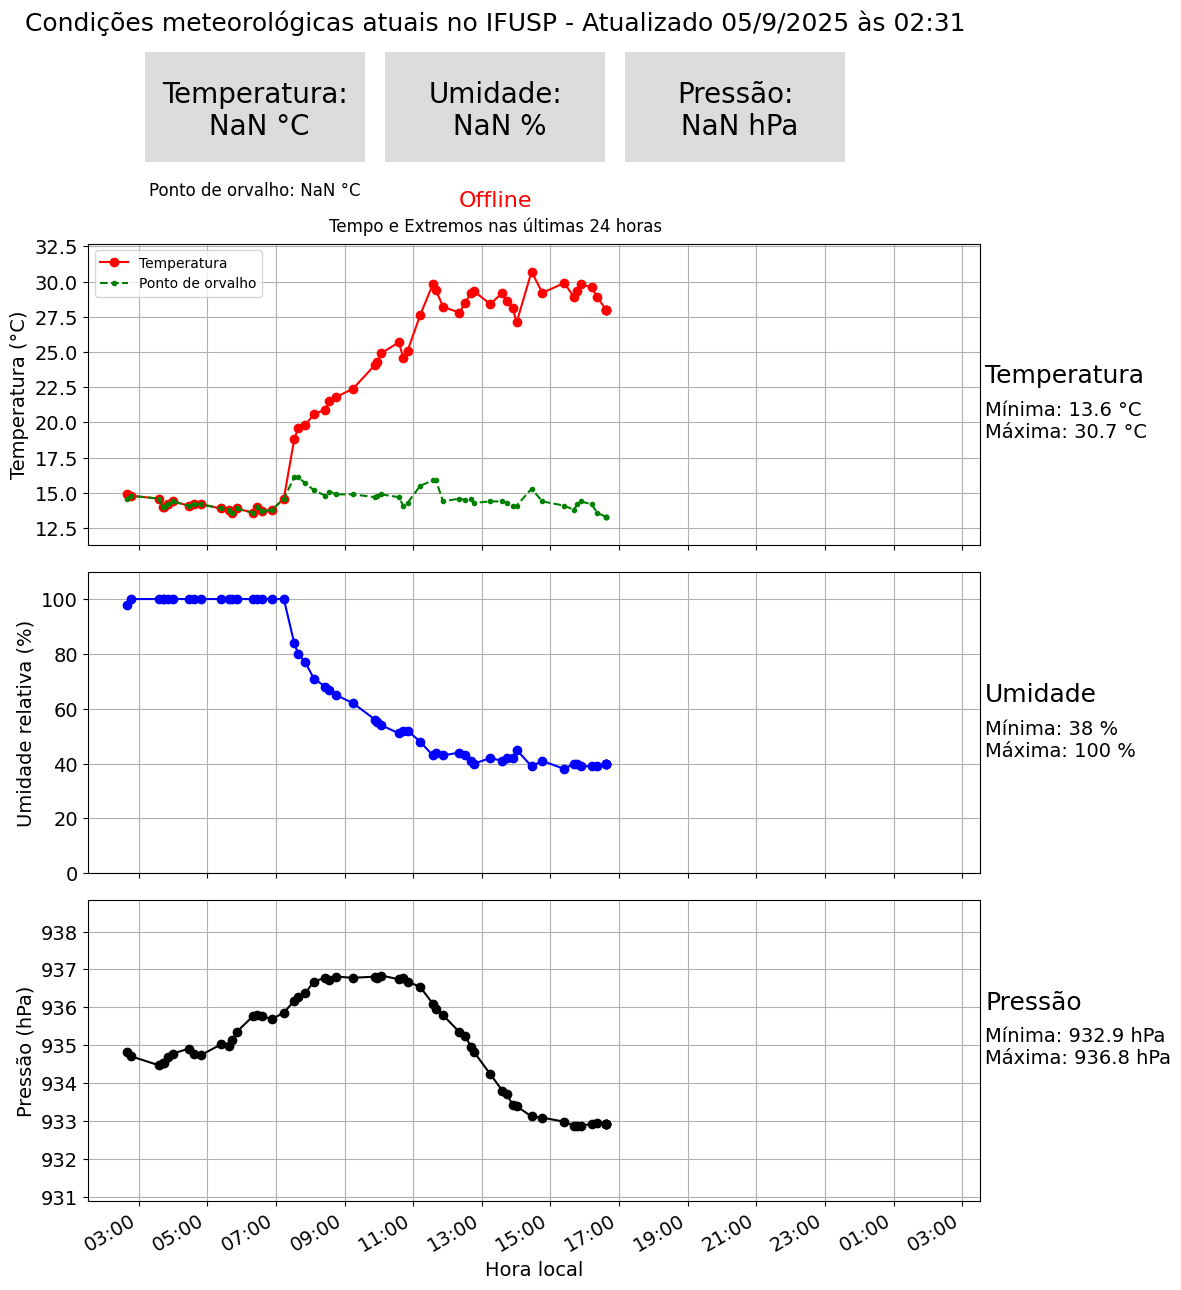 Condições meteorológicas atuais no IFUSP - Atualizado 05/9/2025 às 02:31
Temperatura:
NaN °C
Umidade:
NaN %
Pressão:
NaN hPa
Ponto de orvalho: NaN °C
Offline
Tempo e Extremos nas últimas 24 horas
Temperatura (°C)
32.5
30.0
27.5
25.0
22.5
20.0
17.5
15.0
12.5
Temperatura
Ponto de orvalho
Temperatura
Mínima: 13.6 °C
Máxima: 30.7 °C
Umidade relativa (%)
100
80
60
40
20
0
Umidade
Mínima: 38 %
Máxima: 100 %
Pressão (hPa)
938
937
936
935
934
933
932
931
Pressão
Mínima: 932.9 hPa
Máxima: 936.8 hPa
03:00
05:00
07:00
09:00
11:00
13:00
15:00
17:00
19:00
21:00
23:00
01:00
03:00
Hora local